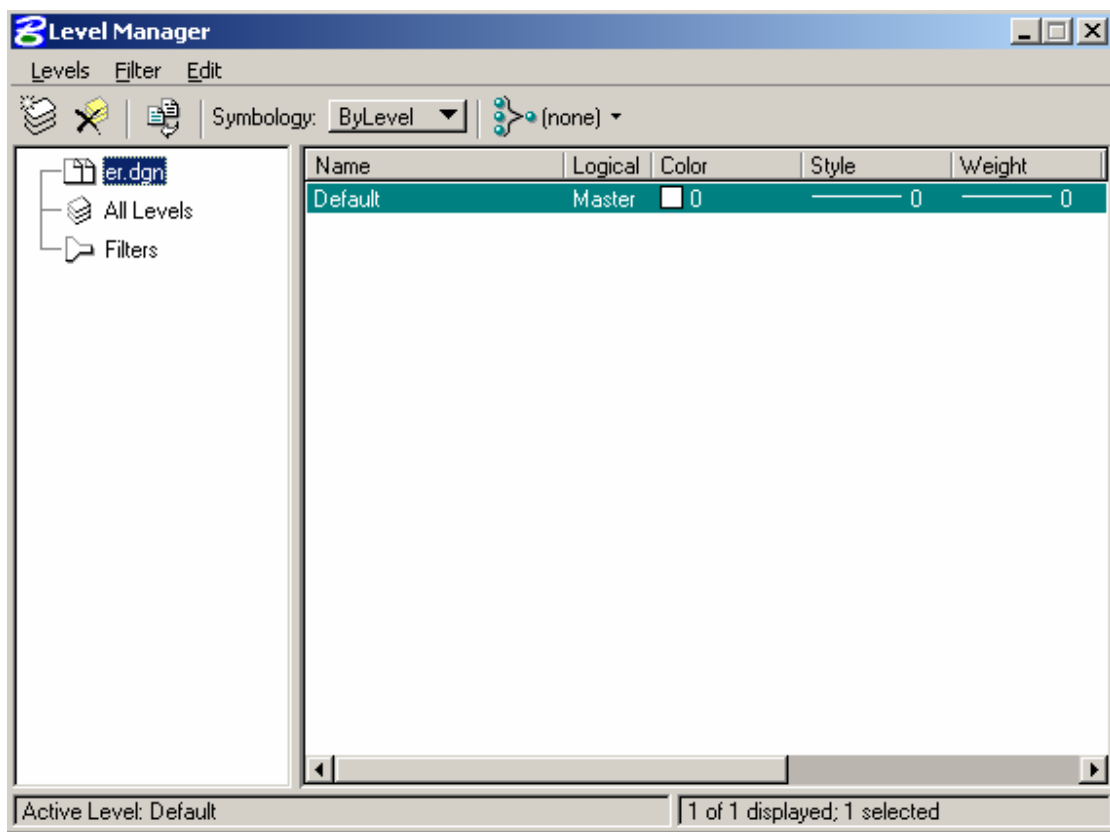 Level Manager
Levels Filter Edit
Symbology: ByLevel (none)
er.dgn
All Levels
Filters
Name Logical Color Style Weight
Default Master 0 0 0
Active Level: Default
1 of 1 displayed; 1 selected